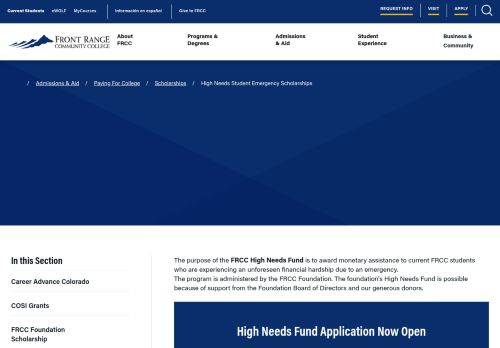 Current Students eWOLF MyCourses Información en español Give to FRCC REQUEST INFO VISIT APPLY
FRONT RANGE
COMMUNITY COLLEGE
About
FRCC
Programs &
Degrees
Admissions
& Aid
Student
Experience
Business &
Community
/ Admissions & Aid / Paying For College / Scholarships / High Needs Student Emergency Scholarships
In this Section
Career Advance Colorado
COSI Grants
FRCC Foundation
Scholarship
The purpose of the FRCC High Needs Fund is to award monetary assistance to current FRCC students
who are experiencing an unforeseen financial hardship due to an emergency.
The program is administered by the FRCC Foundation. The foundation's High Needs Fund is possible
because of support from the Foundation Board of Directors and our generous donors.
High Needs Fund Application Now Open